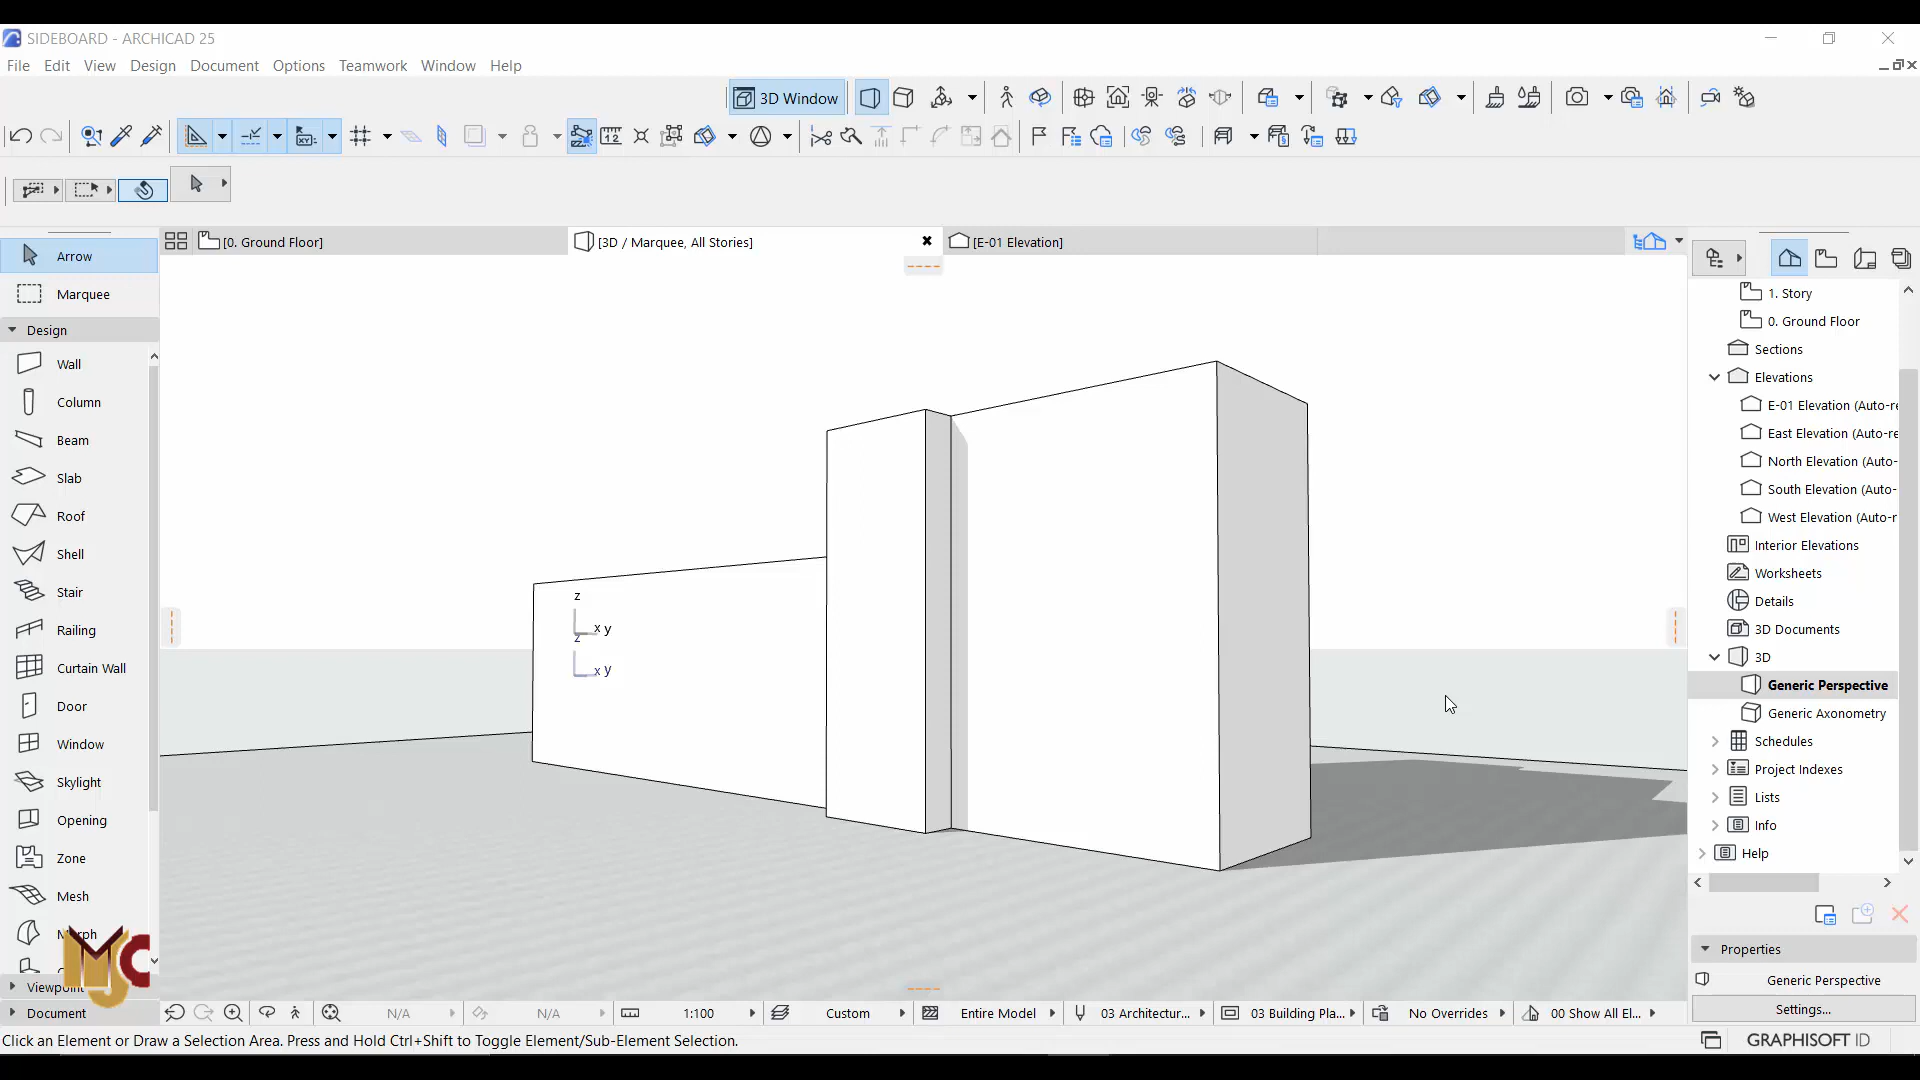 SIDEBOARD - ARCHICAD 25
File Edit View Design Document Options Teamwork Window Help
3D Window
[0. Ground Floor]
[3D / Marquee, All Stories]
[E-01 Elevation]
Arrow
Marquee
Design
Wall
Column
Beam
Slab
Roof
Shell
Stair
Railing
Curtain Wall
Door
Window
Skylight
Opening
Zone
Mesh
Document
z
x y
z
x y
1. Story
0. Ground Floor
Sections
Elevations
E-01 Elevation (Auto-re
East Elevation (Auto-re
North Elevation (Auto-
South Elevation (Auto-
West Elevation (Auto-r
Interior Elevations
Worksheets
Details
3D Documents
3D
Generic Perspective
Generic Axonometry
Schedules
Project Indexes
Lists
Info
Help
Properties
Generic Perspective
Settings...
N/A N/A 1:100 Custom Entire Model 03 Architectur... 03 Building Pla... No Overrides 00 Show All El...
Click an Element or Draw a Selection Area. Press and Hold Ctrl+Shift to Toggle Element/Sub-Element Selection.
GRAPHISOFT ID